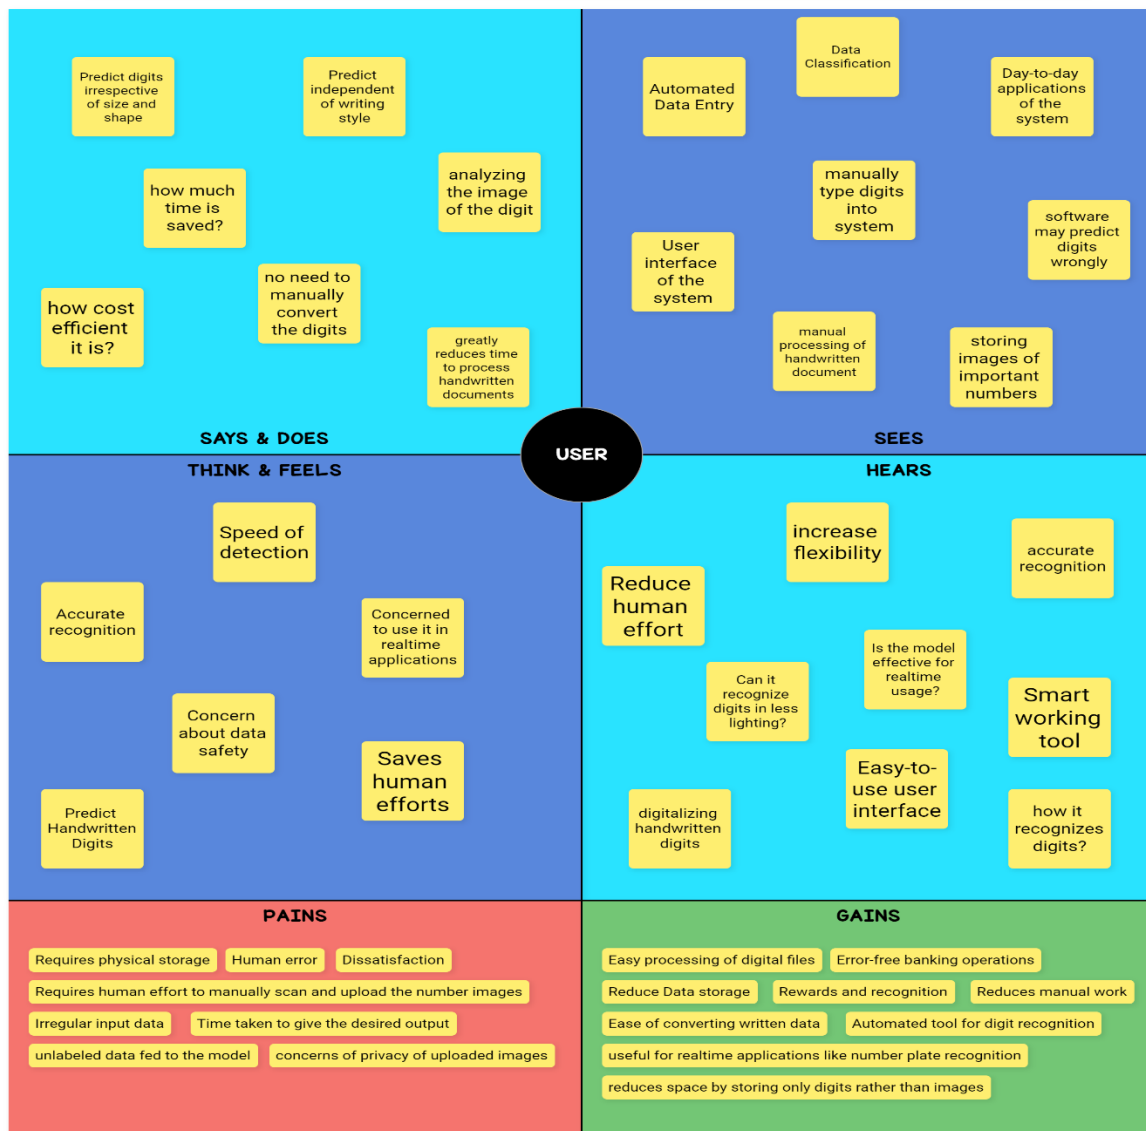 Predict digits
irrespective
of size and
shape
Predict
independent
of writing
style
how much
time is
saved?
analyzing
the image
of the digit
how cost
efficient
it is?
no need to
manually
convert
the digits
greatly
reduces time
to process
handwritten
documents
SAYS & DOES
Data
Classification
Automated
Data Entry
Day-to-day
applications
of the
system
manually
type digits
into
system
software
may predict
digits
wrongly
User
interface
of the
system
manual
processing of
handwritten
document
storing
images of
important
numbers
SEES
USER
THINK & FEELS
Speed of
detection
Accurate
recognition
Concerned
to use it in
realtime
applications
Concern
about data
safety
Saves
human
efforts
Predict
Handwritten
Digits
HEARS
increase
flexibility
accurate
recognition
Reduce
human
effort
Is the model
effective for
realtime
usage?
Can it
recognize
digits in less
lighting?
Smart
working
tool
Easy-to-
use user
interface
digitalizing
handwritten
digits
how it
recognizes
digits?
PAINS
Requires physical storage
Human error
Dissatisfaction
Requires human effort to manually scan and upload the number images
Irregular input data
Time taken to give the desired output
unlabeled data fed to the model
concerns of privacy of uploaded images
GAINS
Easy processing of digital files
Error-free banking operations
Reduce Data storage
Rewards and recognition
Reduces manual work
Ease of converting written data
Automated tool for digit recognition
useful for realtime applications like number plate recognition
reduces space by storing only digits rather than images